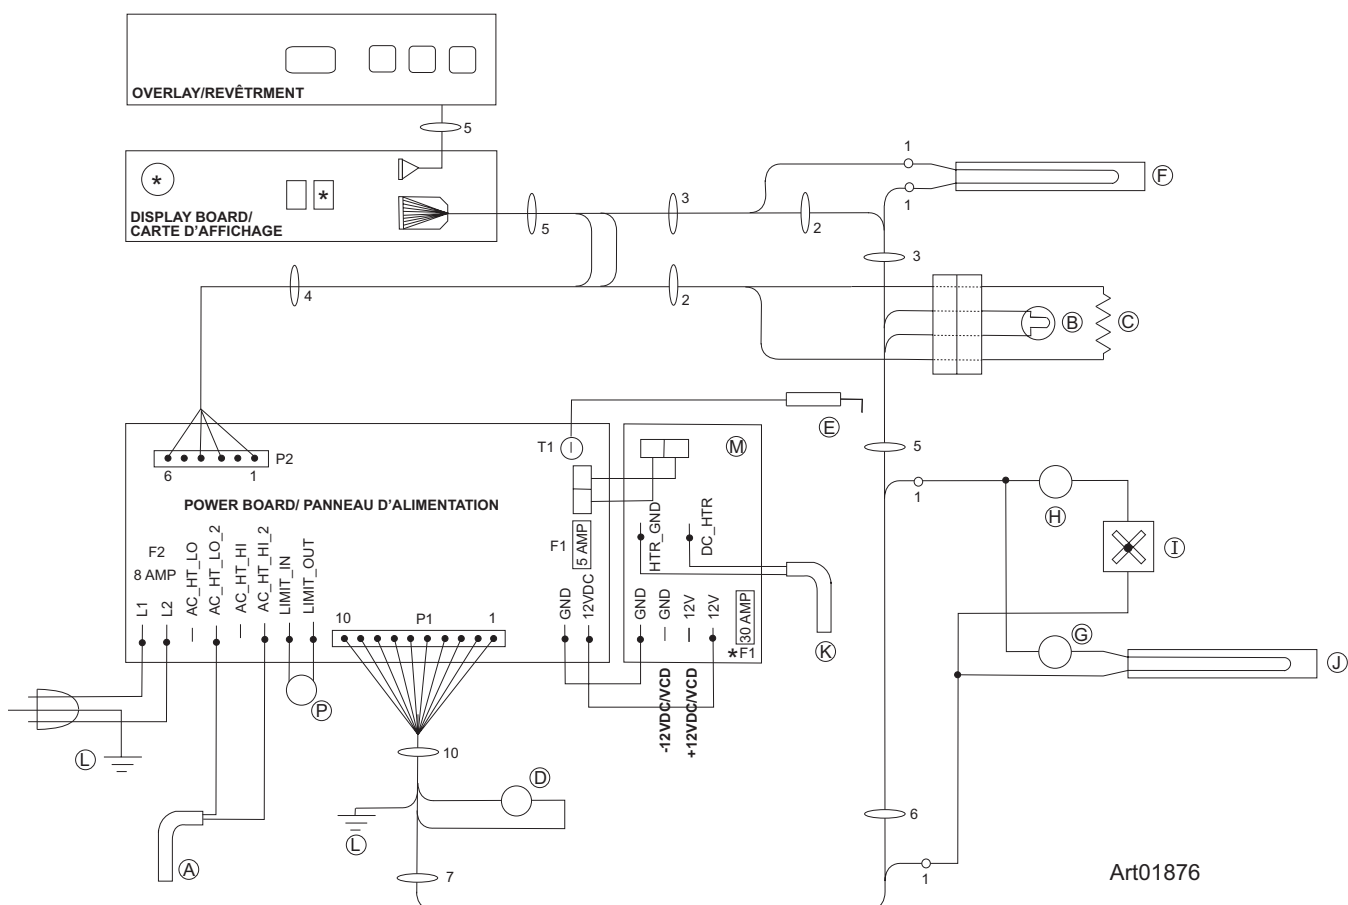 OVERLAY/REVÊTRMENT
5
*
*
DISPLAY BOARD/
CARTE D'AFFICHAGE
5
3
2
1
1
F
3
4
2
B
C
E
T1
M
5
P2
6
1
POWER BOARD/ PANNEAU D'ALIMENTATION
1
H
I
F2
8 AMP
L1
L2
AC_HT_LO
AC_HT_LO_2
AC_HT_HI
AC_HT_HI_2
LIMIT_IN
LIMIT_OUT
F1
5 AMP
GND
12VDC
HTR_GND
DC_HTR
GND
GND
12V
12V
30 AMP
*F1
10
P1
1
K
G
J
P
-12VDC/VCD
+12VDC/VCD
L
10
D
L
6
A
7
1
Art01876